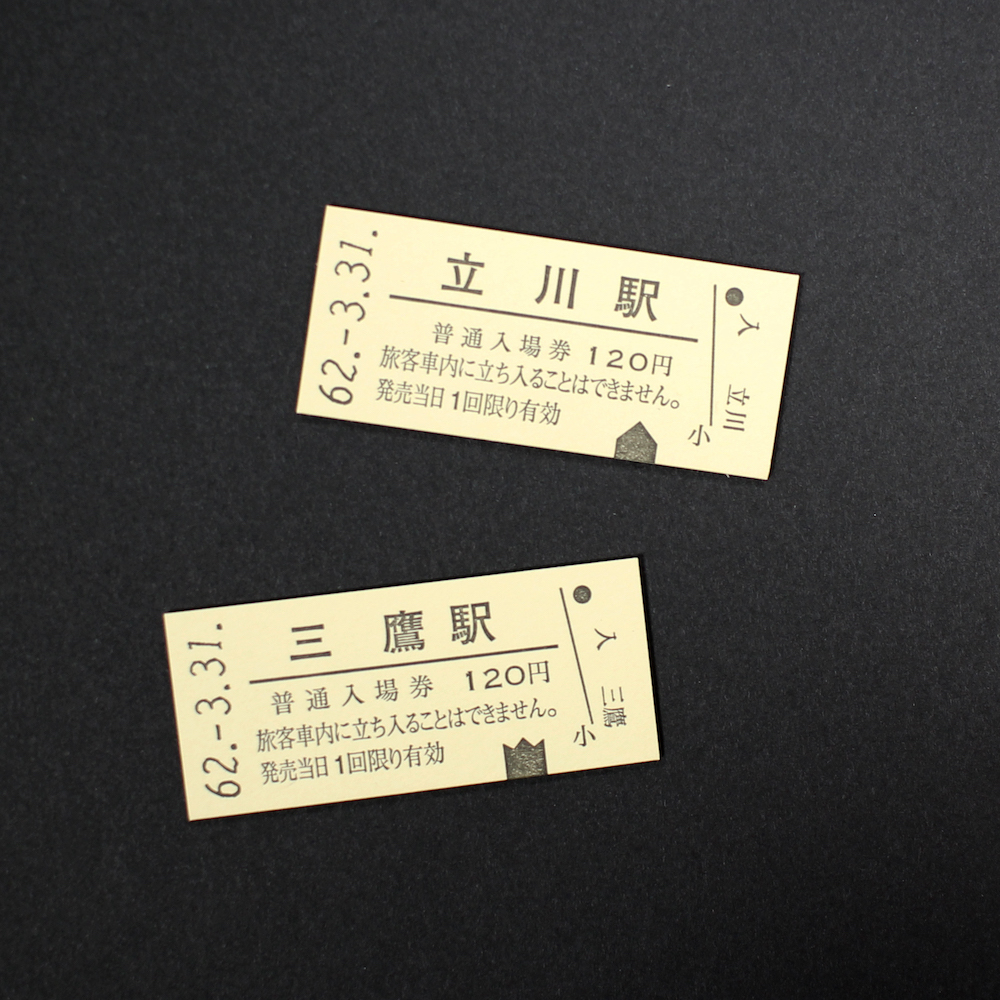 62.-3.31.
立川駅
普通入場券 120円
旅客車内に立ち入ることはできません。
発売当日1回限り有効
入
立川
小
62.-3.31.
三鷹駅
普通入場券 120円
旅客車内に立ち入ることはできません。
発売当日1回限り有効
入
三鷹
小